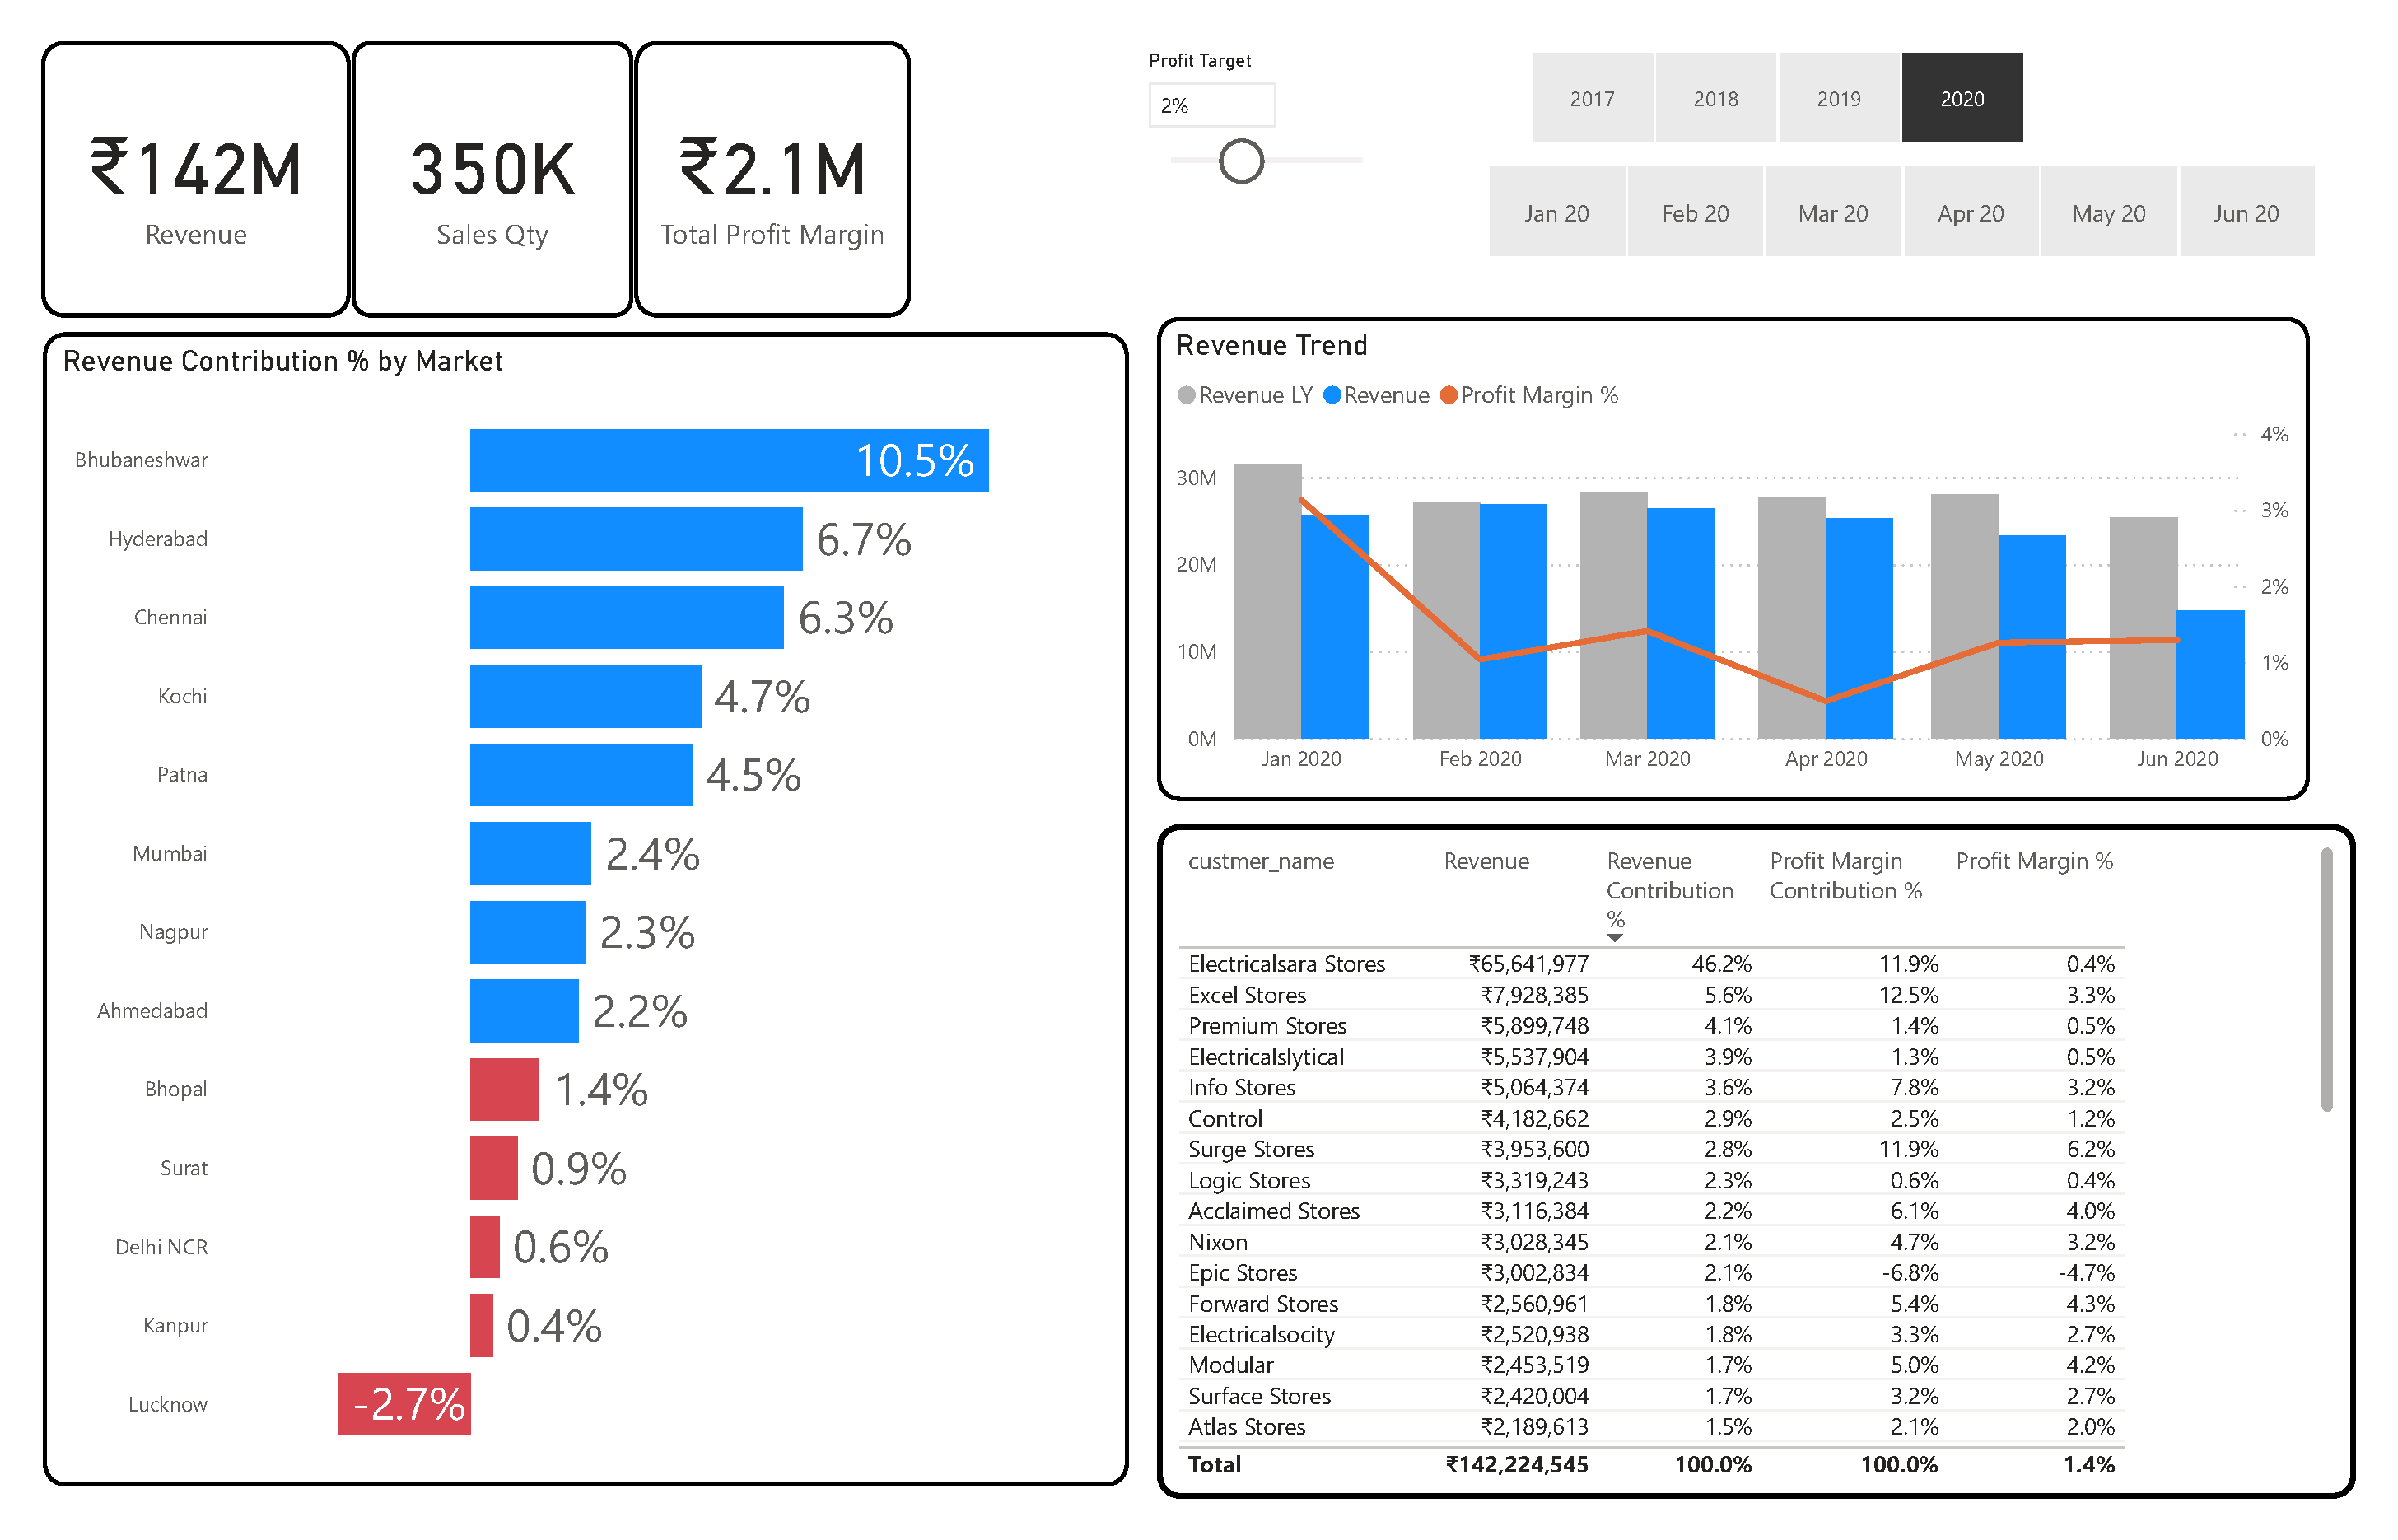 ₹142M
Revenue
350K
Sales Qty
₹2.1M
Total Profit Margin
Profit Target
2%
2017 2018 2019 2020
Jan 20 Feb 20 Mar 20 Apr 20 May 20 Jun 20
Revenue Contribution % by Market
Bhubaneshwar 10.5%
Hyderabad 6.7%
Chennai 6.3%
Kochi 4.7%
Patna 4.5%
Mumbai 2.4%
Nagpur 2.3%
Ahmedabad 2.2%
Bhopal 1.4%
Surat 0.9%
Delhi NCR 0.6%
Kanpur 0.4%
Lucknow -2.7%
Revenue Trend
Revenue LY Revenue Profit Margin %
4%
30M
3%
20M
2%
10M
1%
0M
0%
Jan 2020 Feb 2020 Mar 2020 Apr 2020 May 2020 Jun 2020
custmer_name Revenue Revenue Profit Margin Profit Margin %
Contribution Contribution %
%
Electricalsara Stores ₹65,641,977 46.2% 11.9% 0.4%
Excel Stores ₹7,928,385 5.6% 12.5% 3.3%
Premium Stores ₹5,899,748 4.1% 1.4% 0.5%
Electricalslytical ₹5,537,904 3.9% 1.3% 0.5%
Info Stores ₹5,064,374 3.6% 7.8% 3.2%
Control ₹4,182,662 2.9% 2.5% 1.2%
Surge Stores ₹3,953,600 2.8% 11.9% 6.2%
Logic Stores ₹3,319,243 2.3% 0.6% 0.4%
Acclaimed Stores ₹3,116,384 2.2% 6.1% 4.0%
Nixon ₹3,028,345 2.1% 4.7% 3.2%
Epic Stores ₹3,002,834 2.1% -6.8% -4.7%
Forward Stores ₹2,560,961 1.8% 5.4% 4.3%
Electricalsocity ₹2,520,938 1.8% 3.3% 2.7%
Modular ₹2,453,519 1.7% 5.0% 4.2%
Surface Stores ₹2,420,004 1.7% 3.2% 2.7%
Atlas Stores ₹2,189,613 1.5% 2.1% 2.0%
Total ₹142,224,545 100.0% 100.0% 1.4%